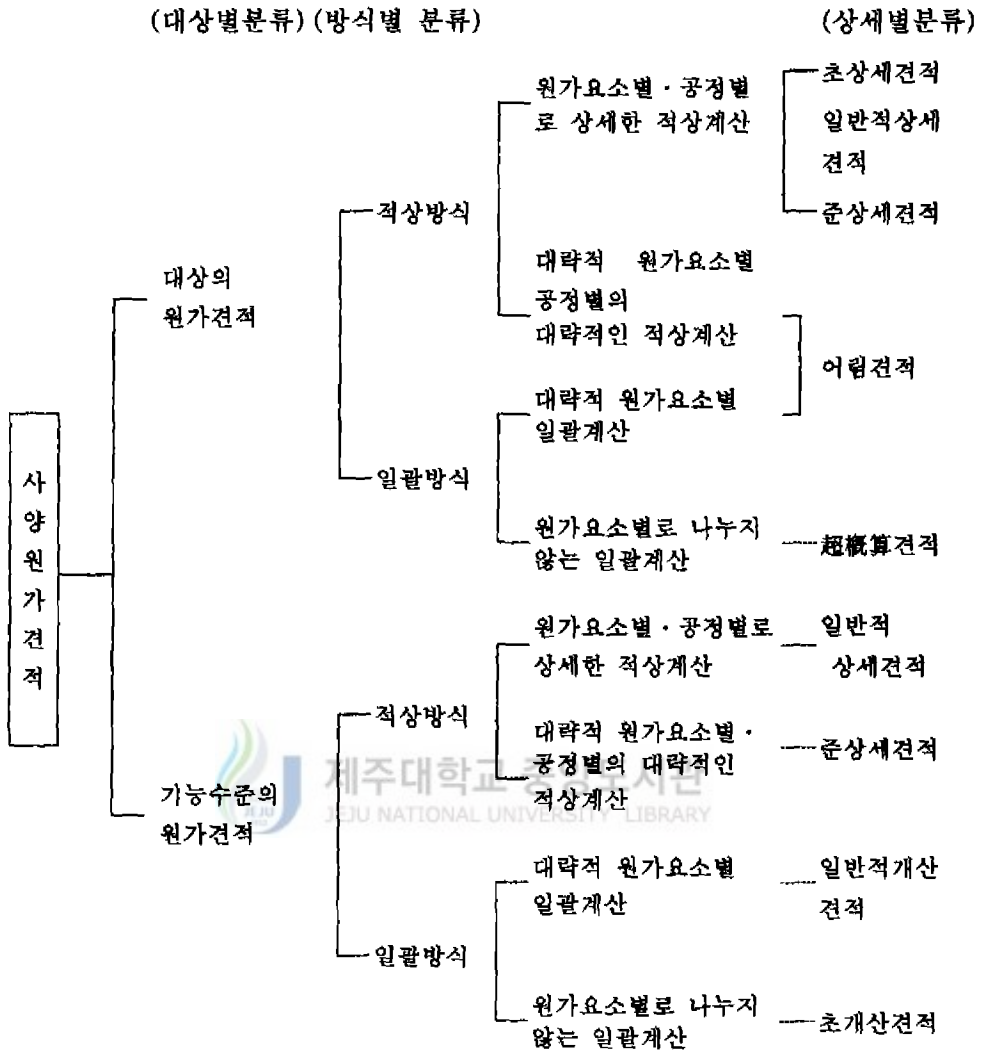 (대상별분류) (방식별 분류) (상세별분류)
원가요소별·공정별
로 상세한 적상계산
초상세견적
일반적상세
견적
준상세견적
적상방식
대략적 원가요소별
공정별의
대략적인 적상계산
대상의
원가견적
어림견적
대략적 원가요소별
일괄계산
일괄방식
원가요소별로 나누지
않는 일괄계산
超概算견적
사
양
원
가
견
적
원가요소별·공정별로
상세한 적상계산
일반적
상세견적
적상방식
대략적 원가요소별·
공정별의 대략적인
적상계산
준상세견적
기능수준의
원가견적
제주대학교 중앙도서관
JEJU NATIONAL UNIVERSITY LIBRARY
JEJU
대략적 원가요소별
일괄계산
일반적개산
견적
일괄방식
원가요소별로 나누지
않는 일괄계산
초개산견적